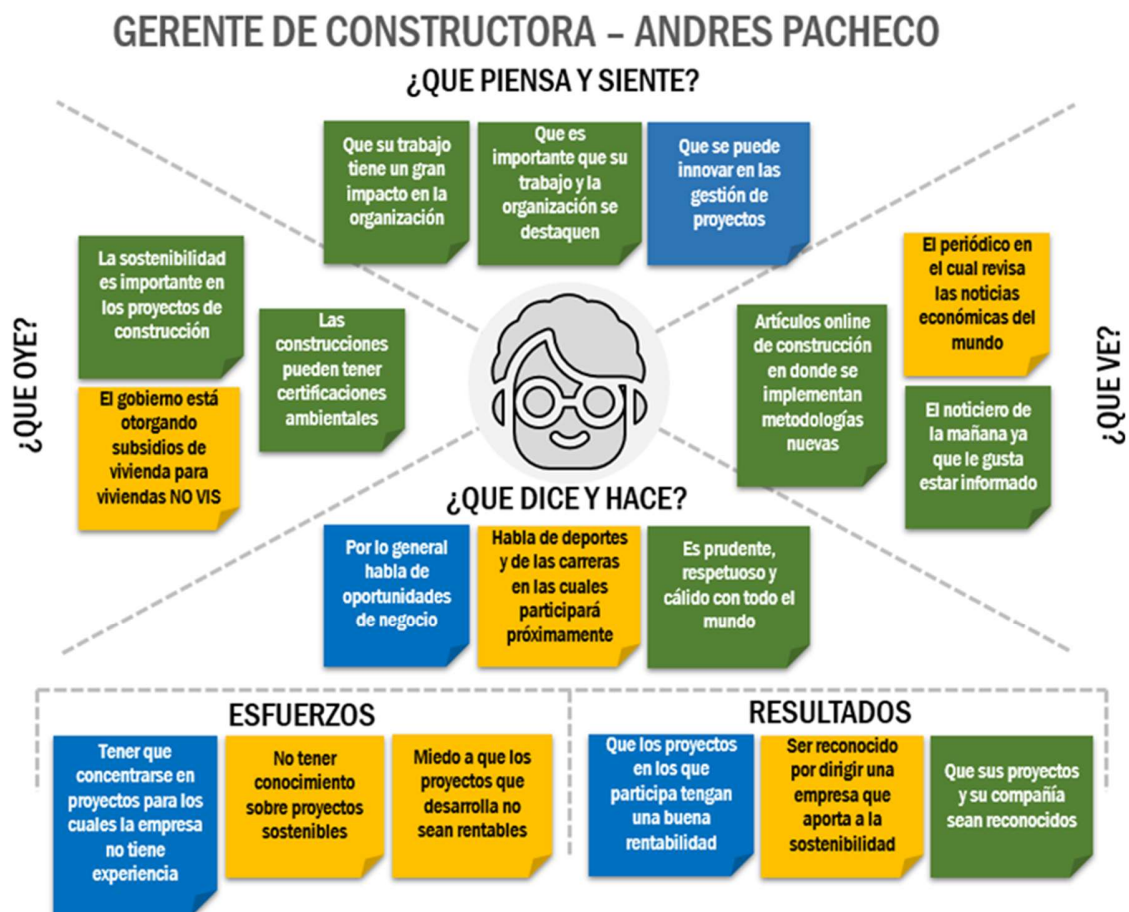 GERENTE DE CONSTRUCTORA – ANDRES PACHECO
¿QUE PIENSA Y SIENTE?
Que su trabajo
tiene un gran
impacto en la
organización
Que es
importante que su
trabajo y la
organización se
destaquen
Que se puede
innovar en las
gestión de
proyectos
¿QUE OYE?
La sostenibilidad
es importante en
los proyectos de
construcción
El gobierno está
otorgando
subsidios de
vivienda para
viviendas NO VIS
Las
construcciones
pueden tener
certificaciones
ambientales
Artículos online
de construcción
en donde se
implementan
metodologías
nuevas
El periódico en
el cual revisa
las noticias
económicas del
mundo
El noticiero de
la mañana ya
que le gusta
estar informado
¿QUE VE?
¿QUE DICE Y HACE?
Por lo general
habla de
oportunidades
de negocio
Habla de deportes
y de las carreras
en las cuales
participará
próximamente
Es prudente,
respetuoso y
cálido con todo el
mundo
ESFUERZOS
Tener que
concentrarse en
proyectos para los
cuales la empresa
no tiene
experiencia
No tener
conocimiento
sobre proyectos
sostenibles
Miedo a que los
proyectos que
desarrolla no
sean rentables
RESULTADOS
Que los proyectos
en los que
participa tengan
una buena
rentabilidad
Ser reconocido
por dirigir una
empresa que
aporta a la
sostenibilidad
Que sus proyectos
y su compañía
sean reconocidos